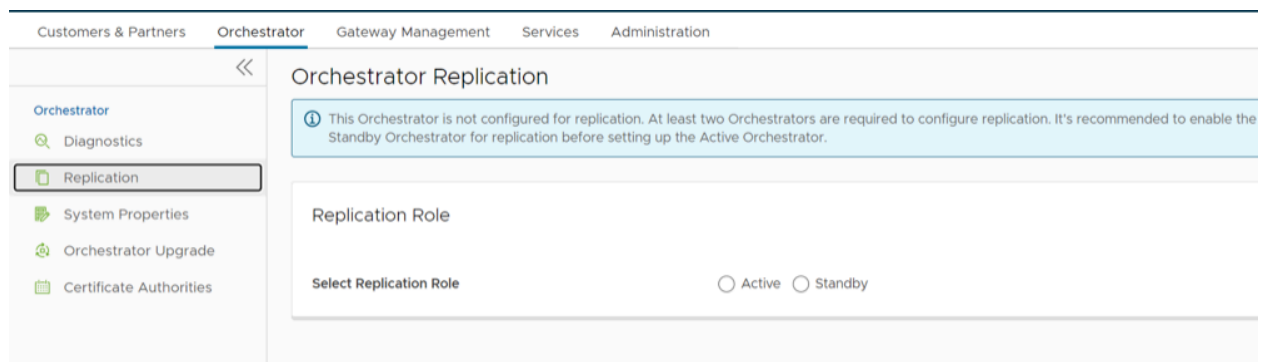 Customers & Partners Orchestrator Gateway Management Services Administration
Orchestrator
Diagnostics
Replication
System Properties
Orchestrator Upgrade
Certificate Authorities
Orchestrator Replication
This Orchestrator is not configured for replication. At least two Orchestrators are required to configure replication. It's recommended to enable the
Standby Orchestrator for replication before setting up the Active Orchestrator.
Replication Role
Select Replication Role Active Standby